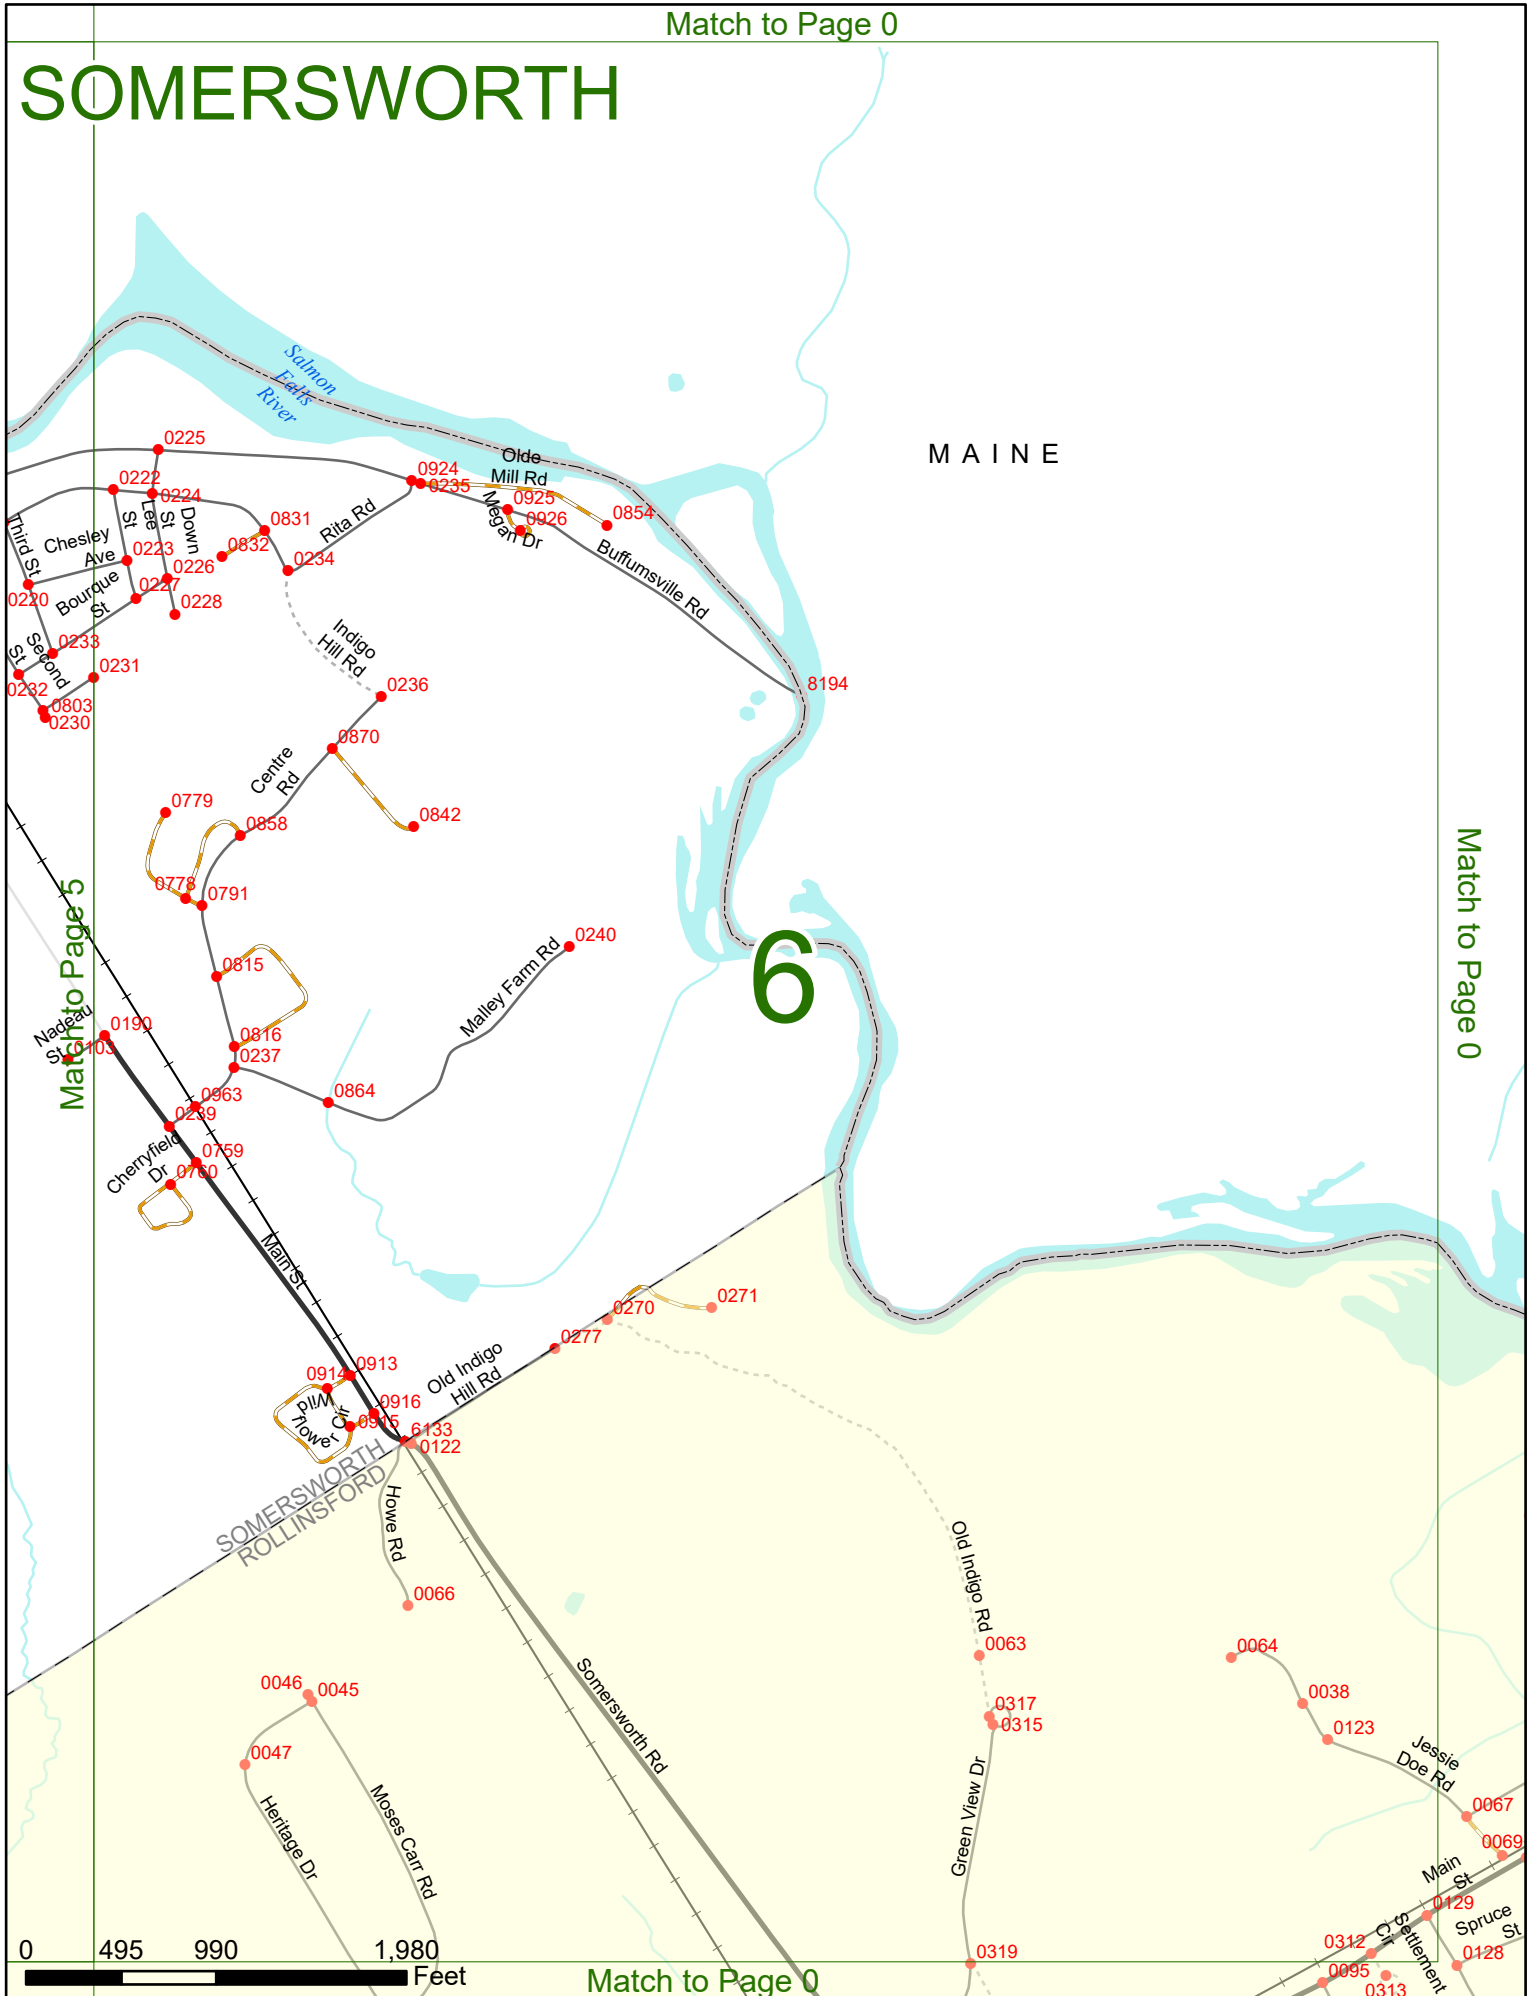 Match to Page 0
SOMERSWORTH
Salmon
Falls
River
MAINE
0225
0924
0235
Olde
Mill Rd
0222
0224
0925
0926
Megan Dr
0854
Third St
Chesley
Ave
St
Lee
St
Down
0831
0832
Rita Rd
0223
0226
0234
Buffumsville Rd
0220
Bourque
St
0227
0228
0233
Second
St
0231
Indigo
Hill Rd
0232
0803
0230
0236
8194
0870
Centre
Rd
0779
0858
0842
Match to Page 5
Match to Page 0
0778
0791
0240
6
0815
Malley Farm Rd
Nadeau
St
0190
0103
0816
0237
0963
0864
0239
Cherryfield
Dr
0759
0760
Main St
0270
0271
0277
Old Indigo
Hill Rd
0913
0914
Wild
flower Cir
0916
0915
6133
0122
SOMERSWORTH
ROLLINSFORD
Howe Rd
0066
Old Indigo Rd
0063
0064
0046
0045
Somersworth Rd
0317
0315
0038
0123
0047
Jessie
Doe Rd
Heritage Dr
Moses Carr Rd
Green View Dr
0067
0069
Main
St
0129
Spruce
St
0312
Settlement
Cir
0128
0319
0095
0313
0
495
990
1,980
Feet
Match to Page 0